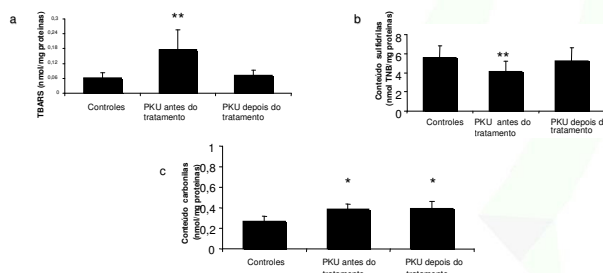 a
TBARS (nmol/mg proteínas)
0,3
0,24
0,18
0,12
0,06
0
**
Controles
PKU antes do
tratamento
PKU depois do
tratamento
b
Conteúdo sulfidrilas
(nmol TNB/mg proteínas)
8
6
4
2
0
**
Controles
PKU antes do
tratamento
PKU depois d
tratamento
c
Conteúdo carbonilas
(nmol/mg proteínas)
1
0,8
0,6
0,4
0,2
0
*
*
Controles
PKU antes do
tratamento
PKU depois do
tratamento